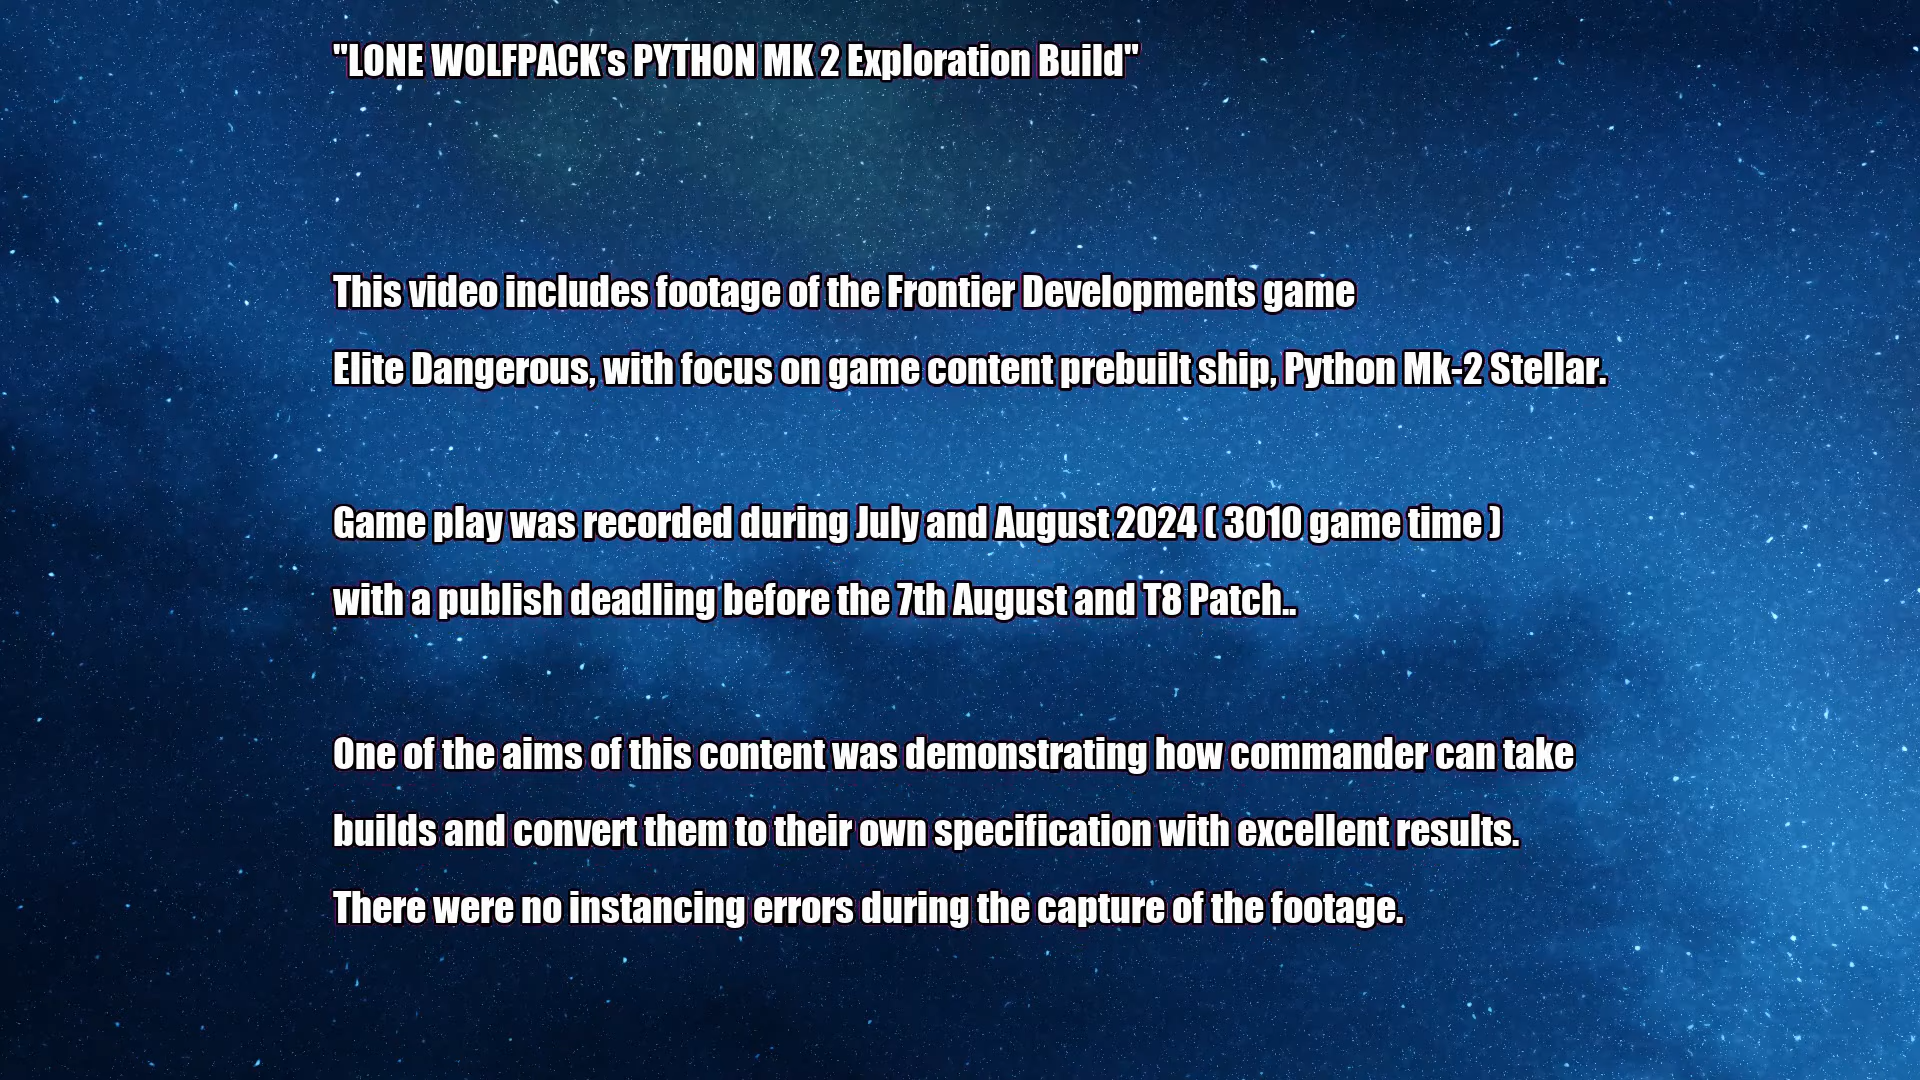 "LONE WOLFPACK's PYTHON MK 2 Exploration Build"
This video includes footage of the Frontier Developments game
Elite Dangerous, with focus on game content prebuilt ship, Python Mk-2 Stellar.
Game play was recorded during July and August 2024 ( 3010 game time )
with a publish deadling before the 7th August and T8 Patch..
One of the aims of this content was demonstrating how commander can take
builds and convert them to their own specification with excellent results.
There were no instancing errors during the capture of the footage.